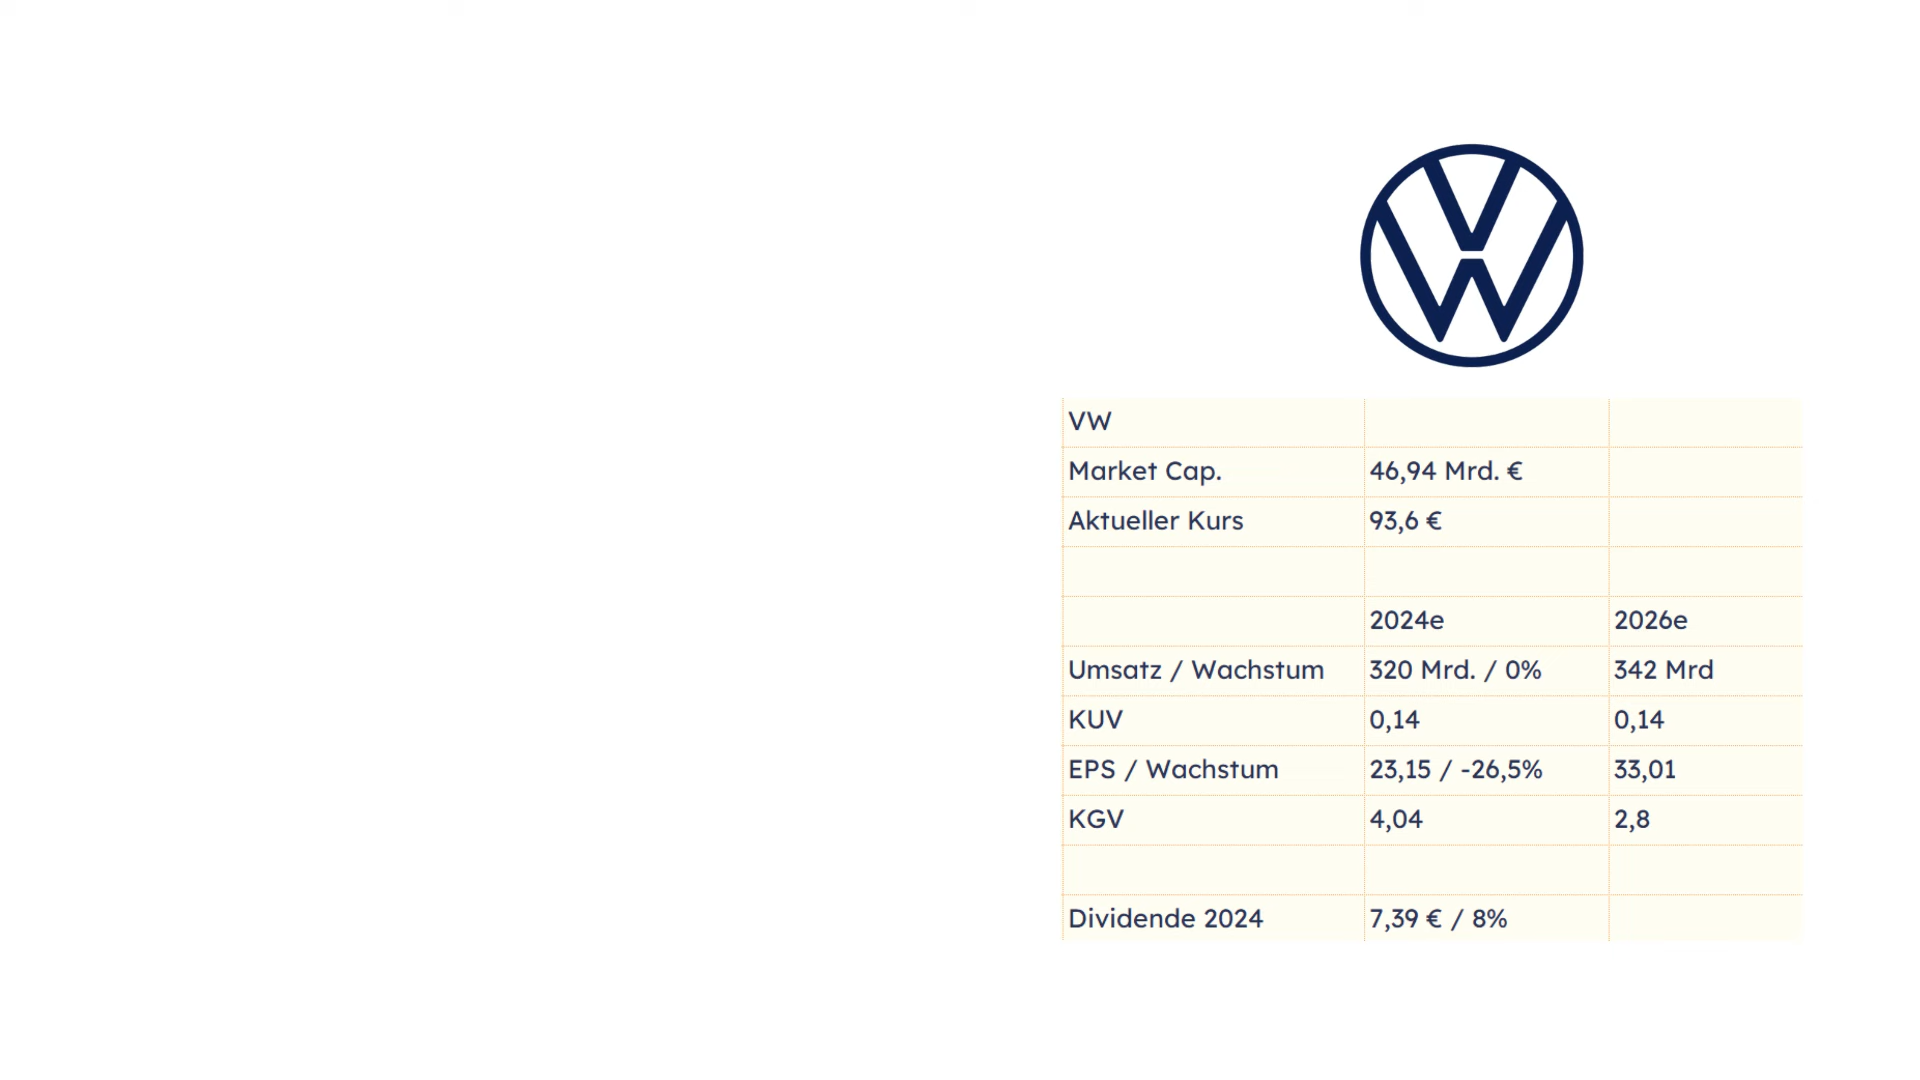 VW
Market Cap. 46,94 Mrd. €
Aktueller Kurs 93,6 €
2024e 2026e
Umsatz / Wachstum 320 Mrd. / 0% 342 Mrd
KUV 0,14 0,14
EPS / Wachstum 23,15 / -26,5% 33,01
KGV 4,04 2,8
Dividende 2024 7,39 € / 8%